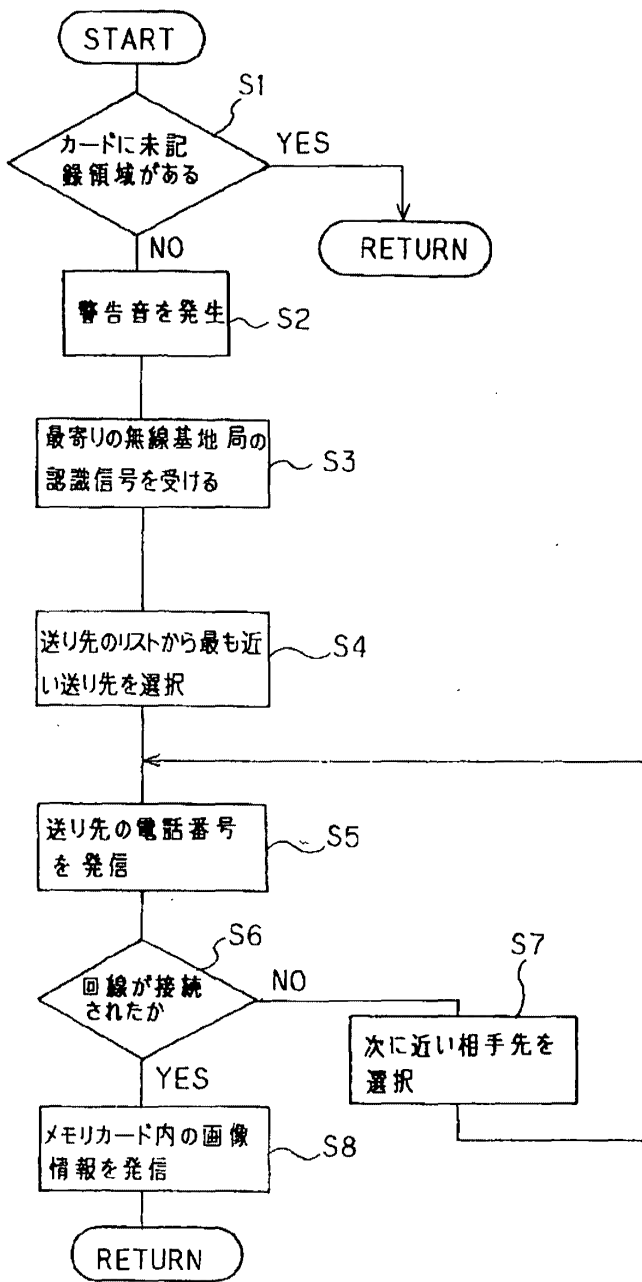 START
S1
カードに未記
録領域がある
YES
RETURN
NO
警告音を発生
S2
最寄りの無線基地局の
認識信号を受ける
S3
送り先のリストから最も近
い送り先を選択
S4
送り先の電話番号
を発信
S5
S6
回線が接続
されたか
NO
S7
次に近い相手先を
選択
YES
メモリカード内の画像
情報を発信
S8
RETURN